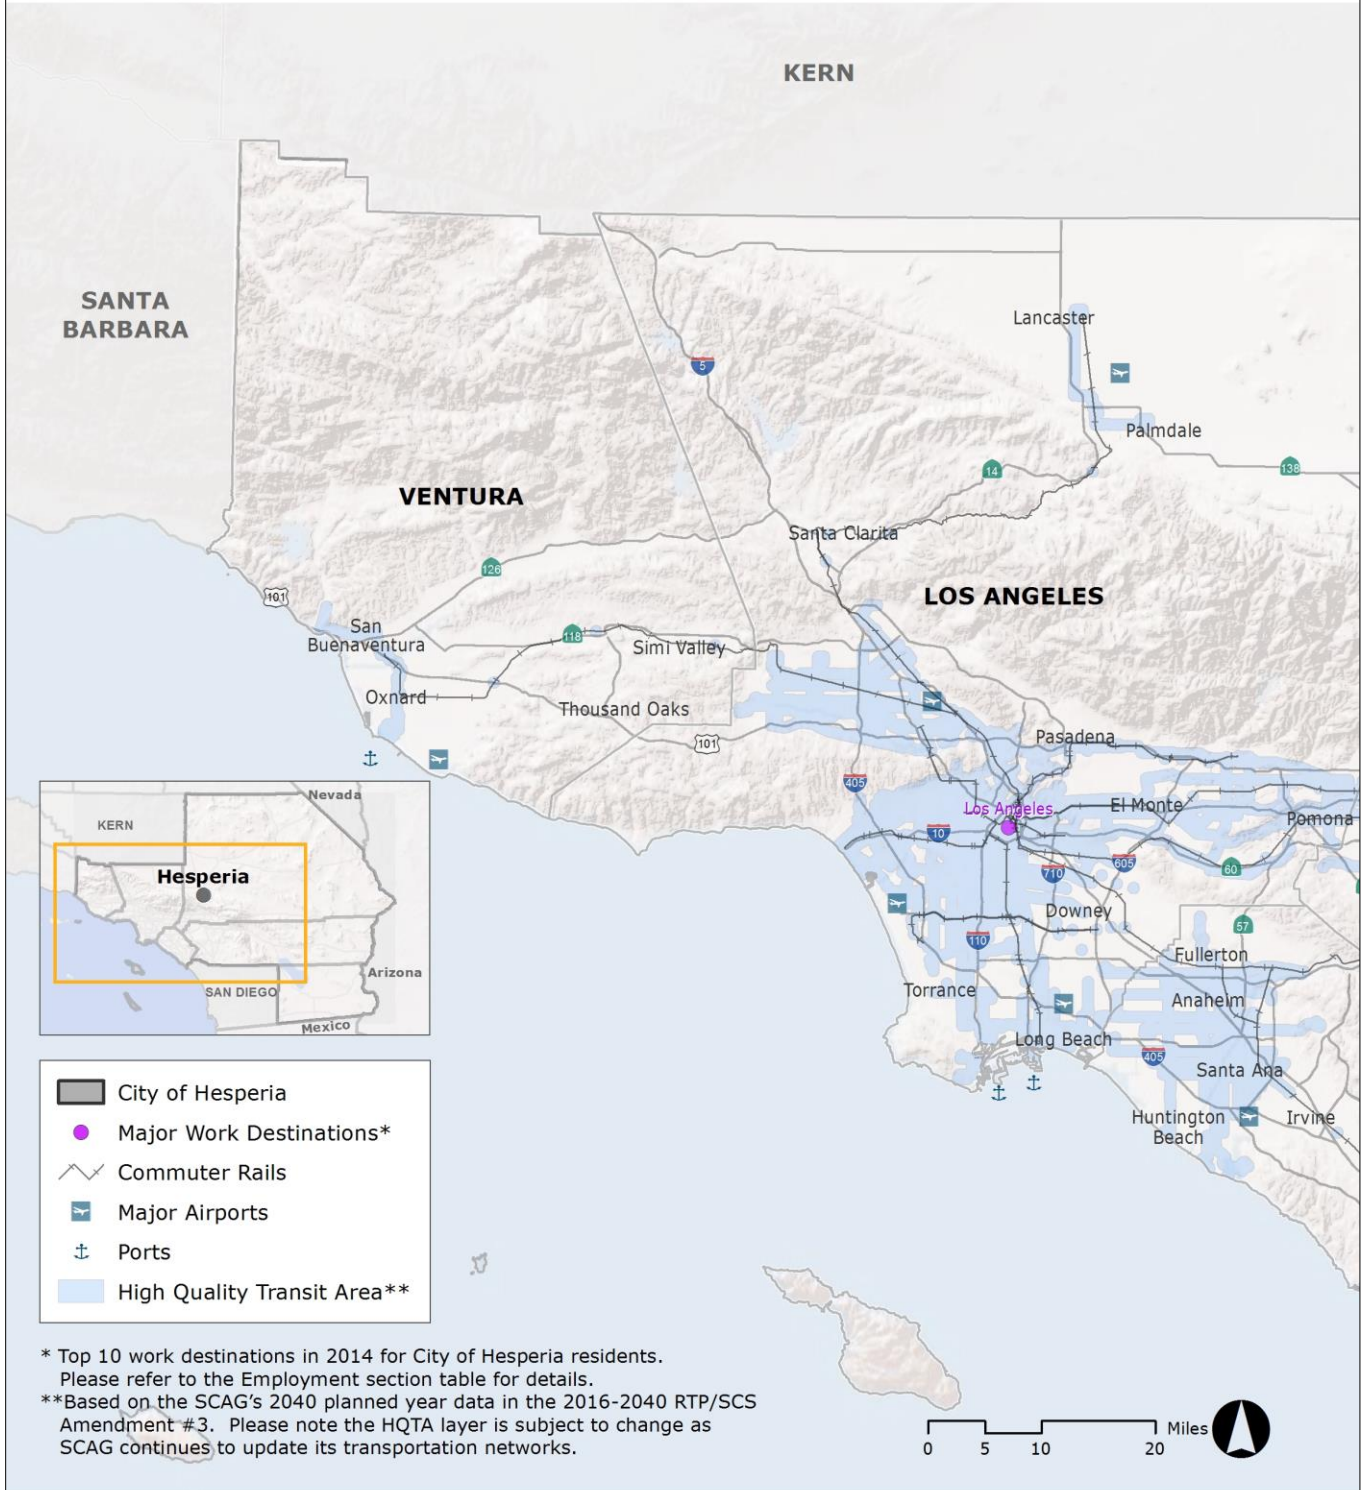 KERN
SANTA
BARBARA
Lancaster
5
Palmdale
14
138
VENTURA
Santa Clarita
126
LOS ANGELES
101
San
Buenaventura
118
Simi Valley
Oxnard
Thousand Oaks
101
Pasadena
405
Los Angeles
El Monte
10
Pomona
605
60
710
Downey
57
110
Fullerton
Torrance
Anaheim
Long Beach
405
Santa Ana
Huntington
Beach
Irvine
Nevada
KERN
Hesperia
Arizona
SAN DIEGO
Mexico
City of Hesperia
Major Work Destinations*
Commuter Rails
Major Airports
Ports
High Quality Transit Area**
* Top 10 work destinations in 2014 for City of Hesperia residents.
Please refer to the Employment section table for details.
**Based on the SCAG's 2040 planned year data in the 2016-2040 RTP/SCS
Amendment #3. Please note the HQTA layer is subject to change as
SCAG continues to update its transportation networks.
Miles
0 5 10 20